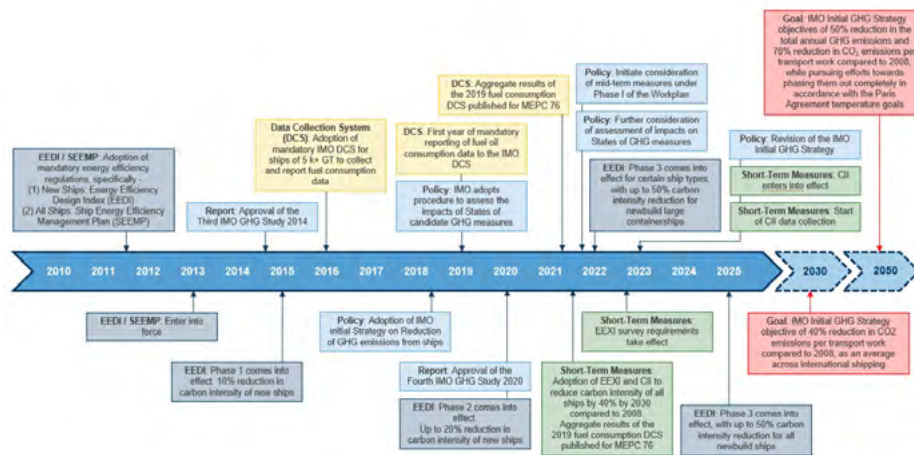 Goal: IMO Initial GHG Strategy
objectives of 50% reduction in the
total annual GHG emissions and
70% reduction in CO₂ emissions per
transport work compared to 2008,
while pursuing efforts towards
phasing them out completely in
accordance with the Paris
Agreement temperature goals
DCS: Aggregate results of
the 2019 fuel consumption
DCS published for MEPC 76
Policy: Initiate consideration of
mid-term measures under
Phase I of the Workplan
Policy: Further consideration of
assessment of impacts on
States of GHG measures
Data Collection System
(DCS): Adoption of
mandatory IMO DCS for
ships of 5 k+ GT to collect
and report fuel consumption
data
DCS: First year of mandatory
reporting of fuel oil
consumption data to the IMO
DCS
Policy: Revision of the IMO
Initial GHG Strategy
EEDI / SEEMP: Adoption of
mandatory energy efficiency
regulations, specifically -
(1) New Ships: Energy Efficiency
Design Index (EEDI)
(2) All Ships: Ship Energy Efficiency
Management Plan (SEEMP)
EEDI: Phase 3 comes into
effect for certain ship types,
with up to 50% carbon
intensity reduction for
newbuild large
containerships
Short-Term Measures: CII
enters into effect
Report: Approval of the
Third IMO GHG Study 2014
Policy: IMO adopts
procedure to assess the
impacts of States of
candidate GHG measures
Short-Term Measures: Start
of CII data collection
2010 2011 2012 2013 2014 2015 2016 2017 2018 2019 2020 2021 2022 2023 2024 2025 2030 2050
EEDI / SEEMP: Enter into
force
Policy: Adoption of IMO
Initial Strategy on Reduction
of GHG emissions from ships
Short-Term Measures:
EEXI survey requirements
take effect
Goal: IMO Initial GHG Strategy
objective of 40% reduction in CO2
emissions per transport work
compared to 2008, as an average
across international shipping
EEDI: Phase 1 comes into
effect. 10% reduction in
carbon intensity of new ships
Report: Approval of the
Fourth IMO GHG Study 2020
Short-Term Measures:
Adoption of EEXI and CII to
reduce carbon intensity of all
ships by 40% by 2030
compared to 2008.
Aggregate results of the
2019 fuel consumption DCS
published for MEPC 76
EEDI: Phase 2 comes into
effect.
Up to 20% reduction in
carbon intensity of new ships
EEDI: Phase 3 comes into
effect, with up to 50% carbon
intensity reduction for all
newbuild ships